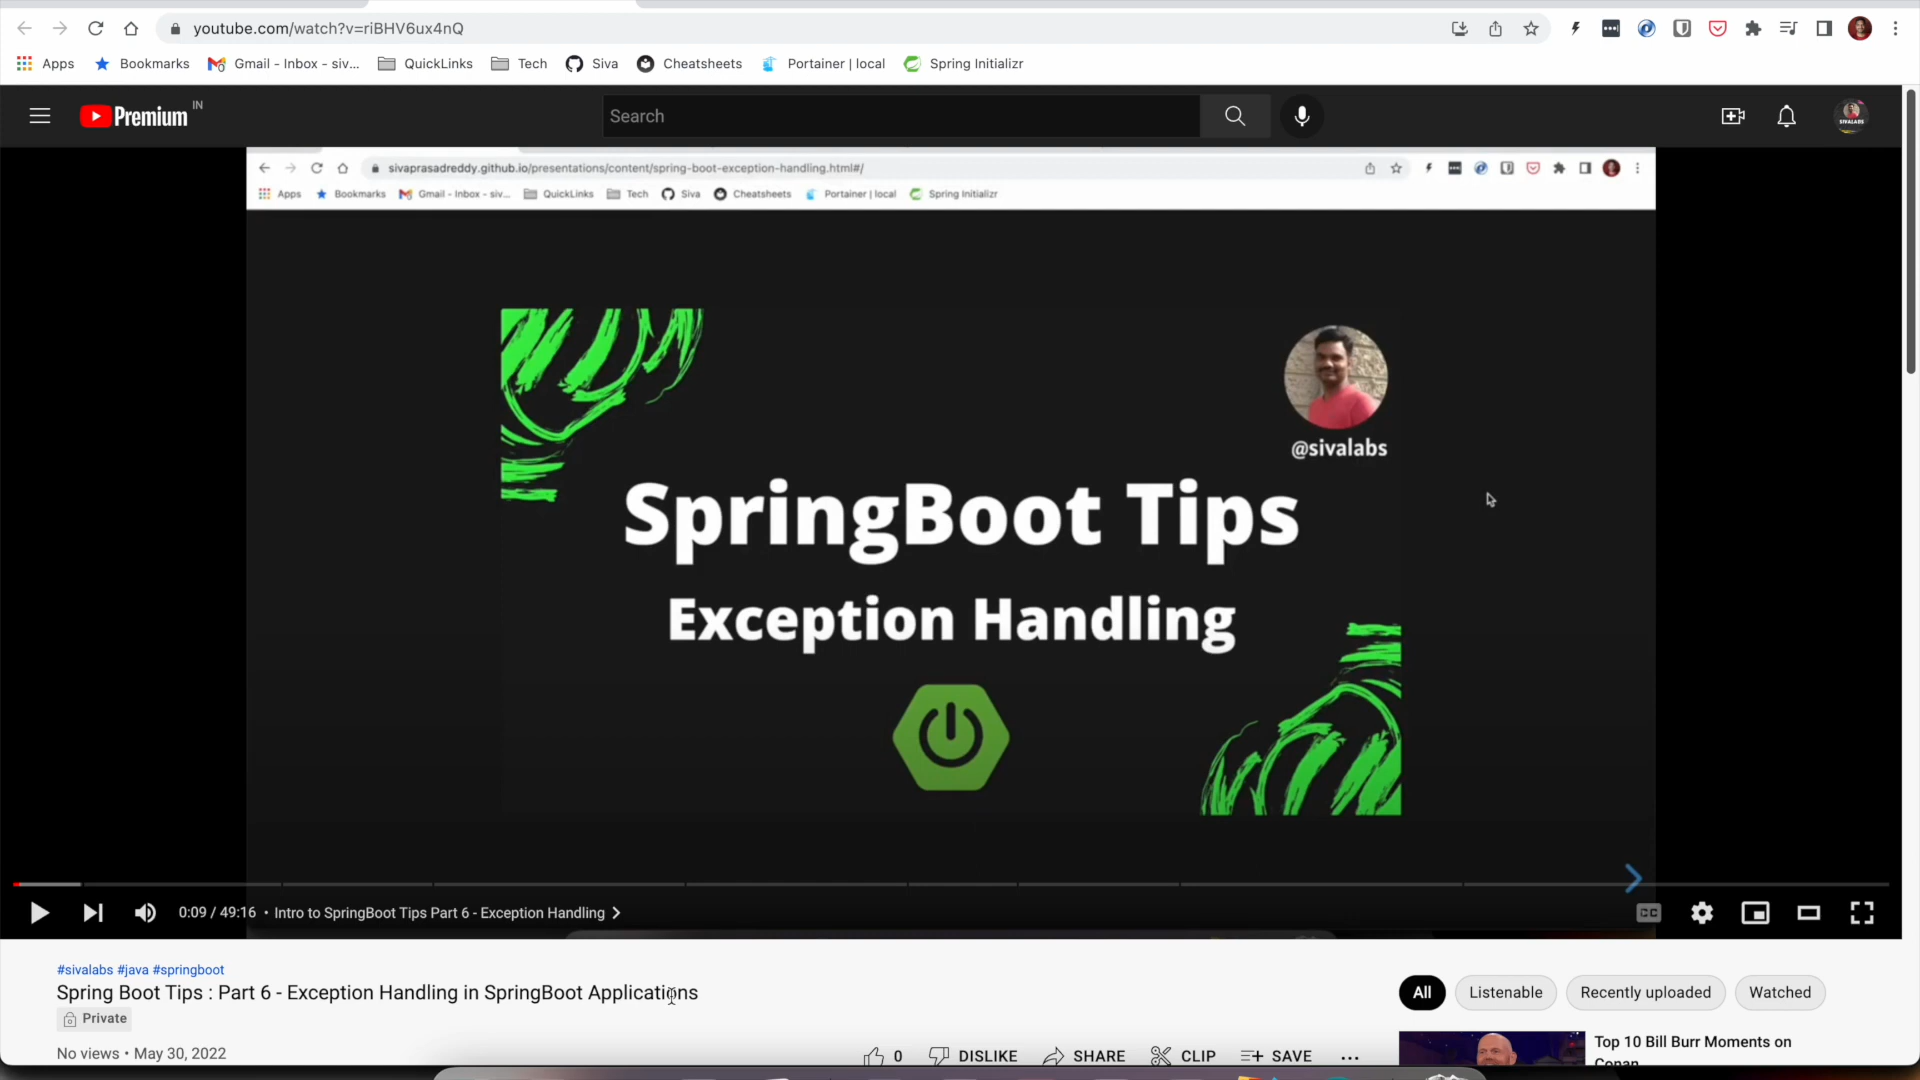 youtube.com/watch?v=riBHV6ux4nQ
Apps Bookmarks Gmail - Inbox - siv... QuickLinks Tech Siva Cheatsheets Portainer | local Spring Initializr
Premium IN
Search
SIVALABS
sivaprasadreddy.github.io/presentations/content/spring-boot-exception-handling.html#/
Apps Bookmarks Gmail - Inbox - siv... QuickLinks Tech Siva Cheatsheets Portainer | local Spring Initializr
@sivalabs
SpringBoot Tips
Exception Handling
0:09 / 49:16 • Intro to SpringBoot Tips Part 6 - Exception Handling
CC
#sivalabs #java #springboot
Spring Boot Tips : Part 6 - Exception Handling in SpringBoot Applications
Private
No views • May 30, 2022
0 DISLIKE SHARE CLIP SAVE ...
All Listenable Recently uploaded Watched
Top 10 Bill Burr Moments on
Conan